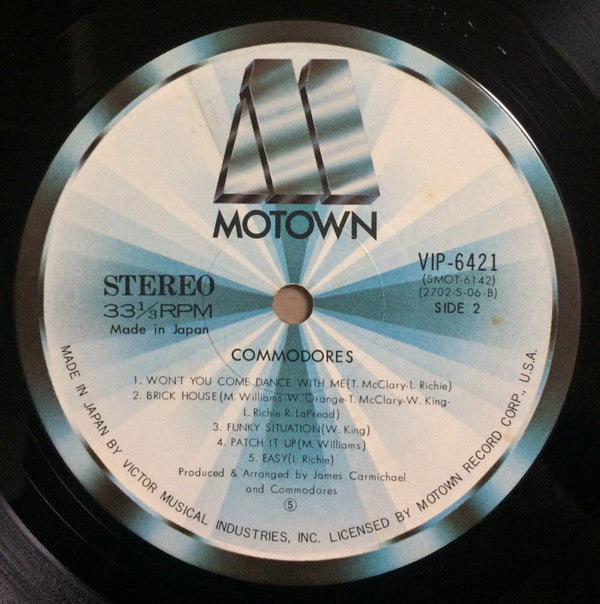 MOTOWN
STEREO
33⅓RPM
Made in Japan
VIP-6421
(SMOT-6142)
(2702-S-06-B)
SIDE 2
COMMODORES
1. WON'T YOU COME DANCE WITH ME(T. McClary-L. Richie)
2. BRICK HOUSE(M. Williams-W. Orange-T. McClary-W. King-
L. Richie-R. LaPread)
3. FUNKY SITUATION(W. King)
4. PATCH IT UP(M. Williams)
5. EASY(L. Richie)
Produced & Arranged by James Carmichael
and Commodores
⑤
MADE IN JAPAN BY VICTOR MUSICAL INDUSTRIES, INC. LICENSED BY MOTOWN RECORD CORP., U.S.A.